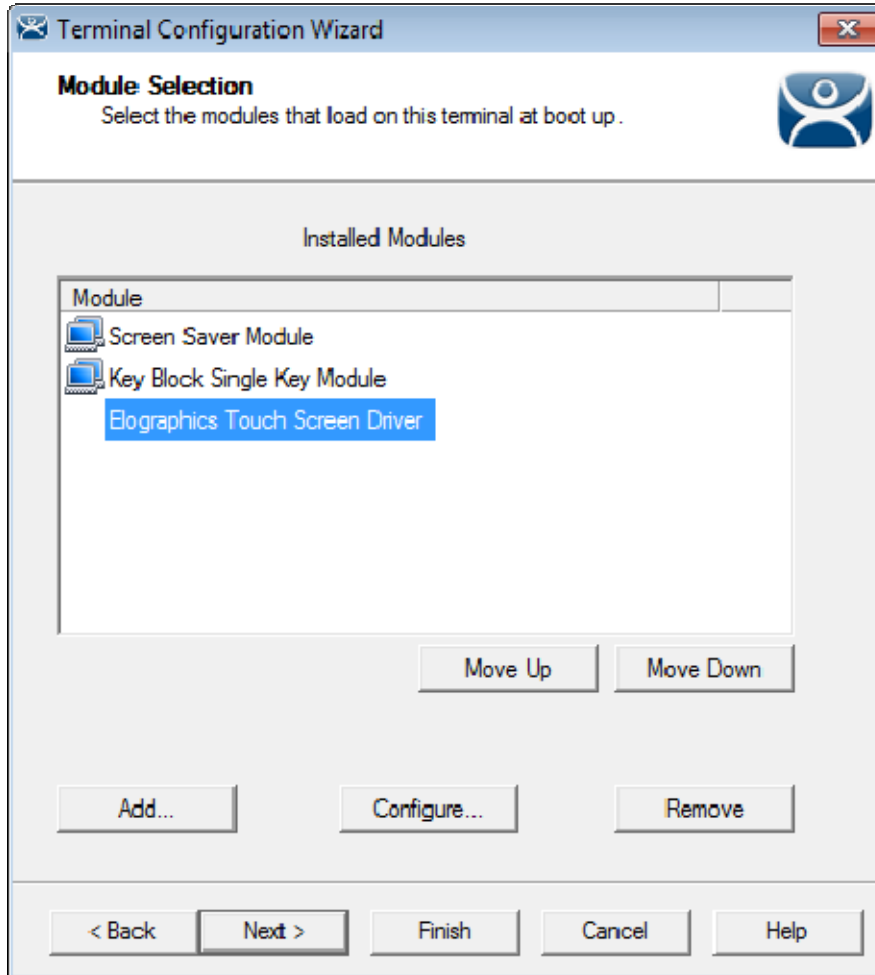 Terminal Configuration Wizard
Module Selection
Select the modules that load on this terminal at boot up.
Installed Modules
Module
Screen Saver Module
Key Block Single Key Module
Elographics Touch Screen Driver
Move Up Move Down
Add... Configure... Remove
< Back Next > Finish Cancel Help